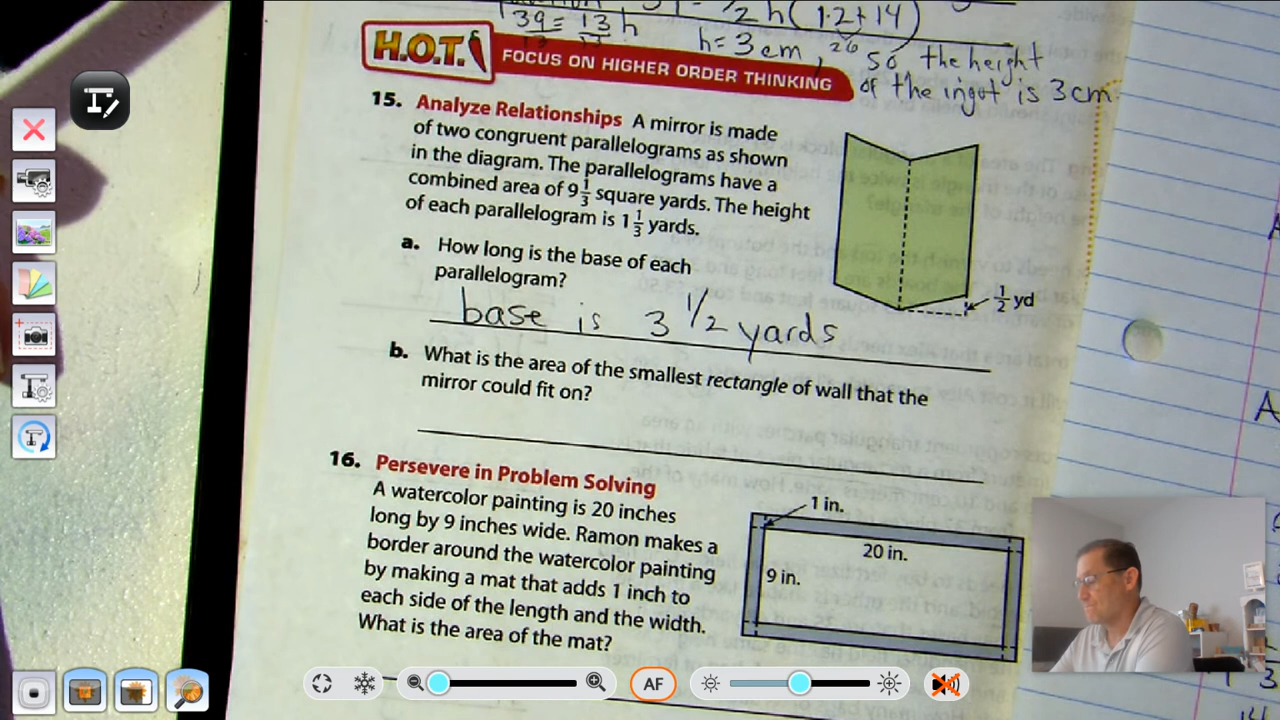 39 = 13 h
1/2 h (1.2+14)
h = 3 cm, 26 so the height
of the ingot is 3 cm
H.O.T.
FOCUS ON HIGHER ORDER THINKING
15. Analyze Relationships A mirror is made
of two congruent parallelograms as shown
in the diagram. The parallelograms have a
combined area of 9 1/3 square yards. The height
of each parallelogram is 1 1/3 yards.
1/2 yd
a. How long is the base of each
parallelogram?
base is 3 1/2 yards
b. What is the area of the smallest rectangle of wall that the
mirror could fit on?
16. Persevere in Problem Solving
A watercolor painting is 20 inches
long by 9 inches wide. Ramon makes a
border around the watercolor painting
by making a mat that adds 1 inch to
each side of the length and the width.
What is the area of the mat?
1 in.
20 in.
9 in.
AF